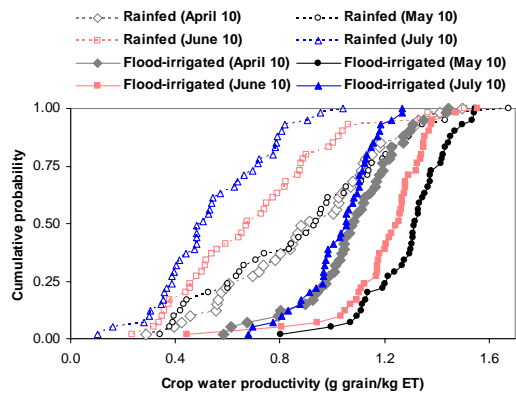 Rainfed (April 10) Rainfed (May 10)
Rainfed (June 10) Rainfed (July 10)
Flood-irrigated (April 10) Flood-irrigated (May 10)
Flood-irrigated (June 10) Flood-irrigated (July 10)
1.00
0.75
0.50
0.25
0.00
Cumulative probability
0.0 0.4 0.8 1.2 1.6
Crop water productivity (g grain/kg ET)